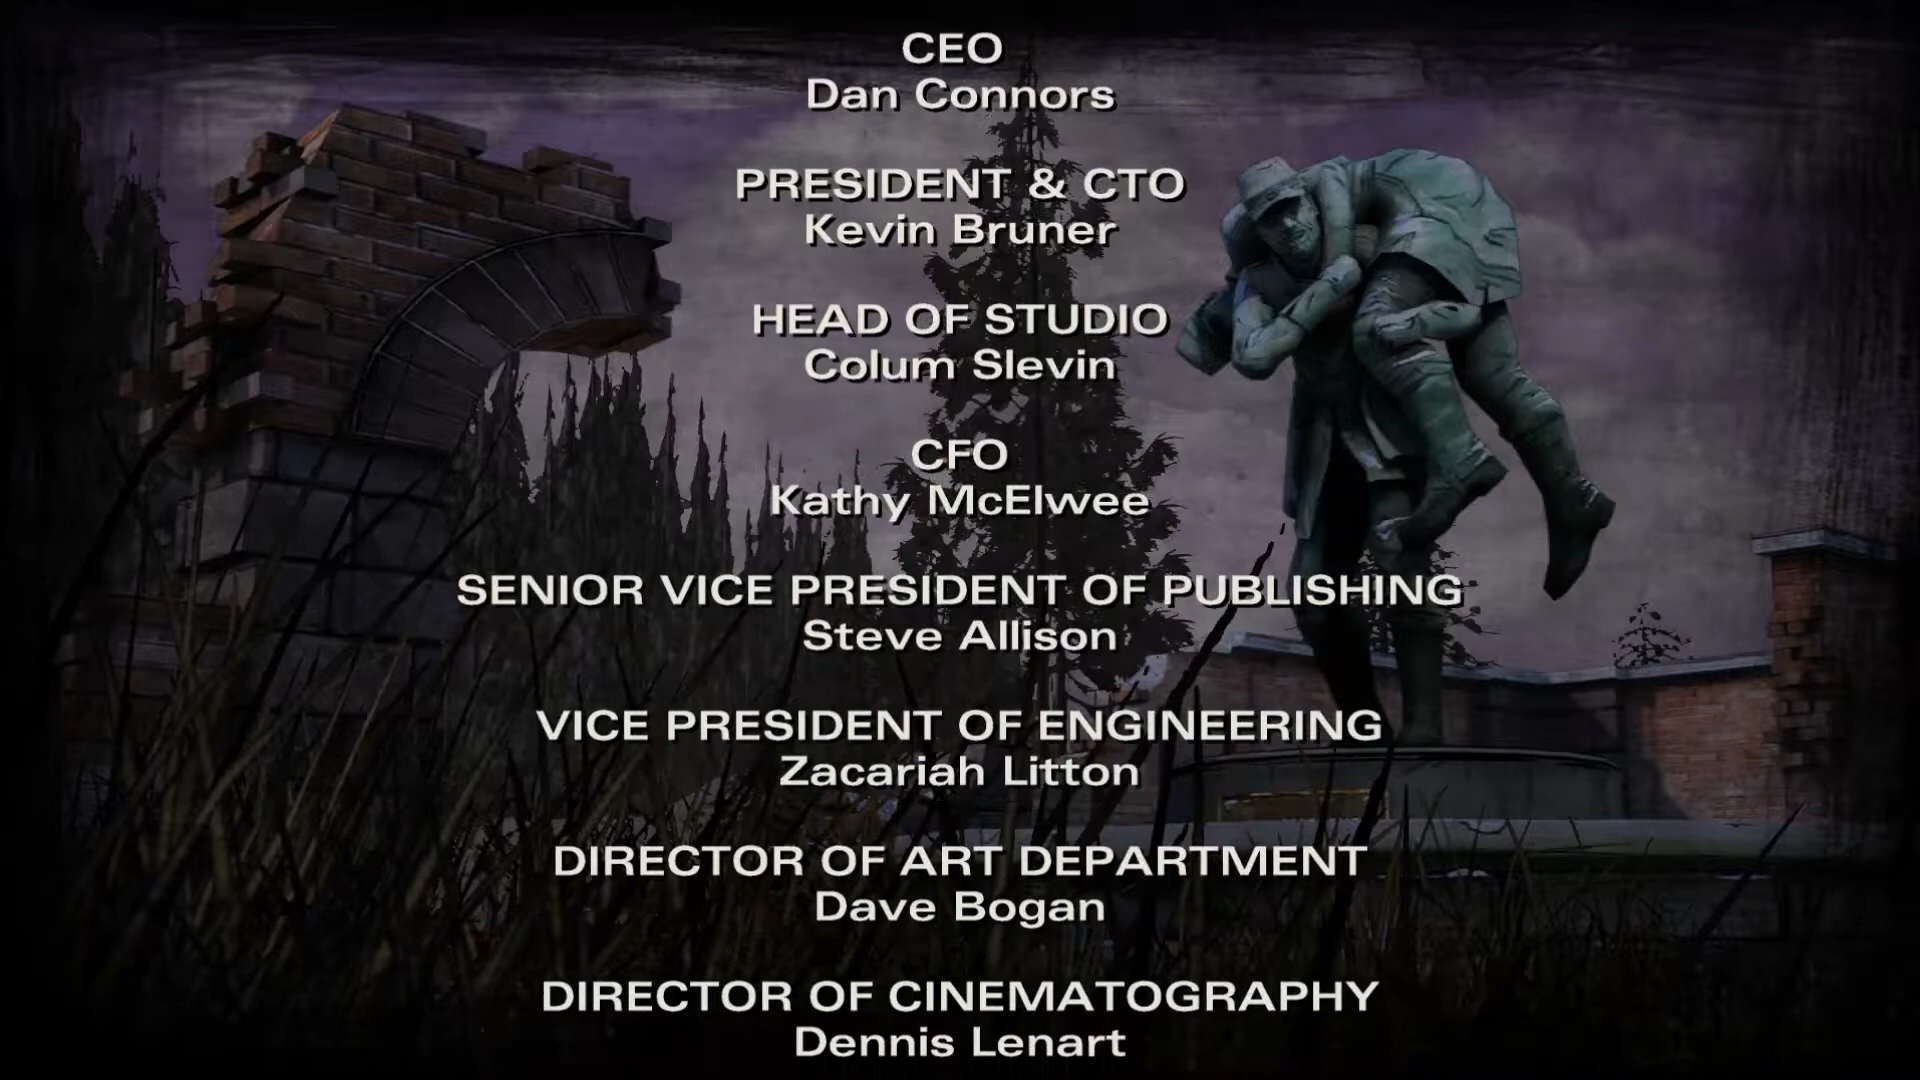 CEO
Dan Connors
PRESIDENT & CTO
Kevin Bruner
HEAD OF STUDIO
Colum Slevin
CFO
Kathy McElwee
SENIOR VICE PRESIDENT OF PUBLISHING
Steve Allison
VICE PRESIDENT OF ENGINEERING
Zacariah Litton
DIRECTOR OF ART DEPARTMENT
Dave Bogan
DIRECTOR OF CINEMATOGRAPHY
Dennis Lenart